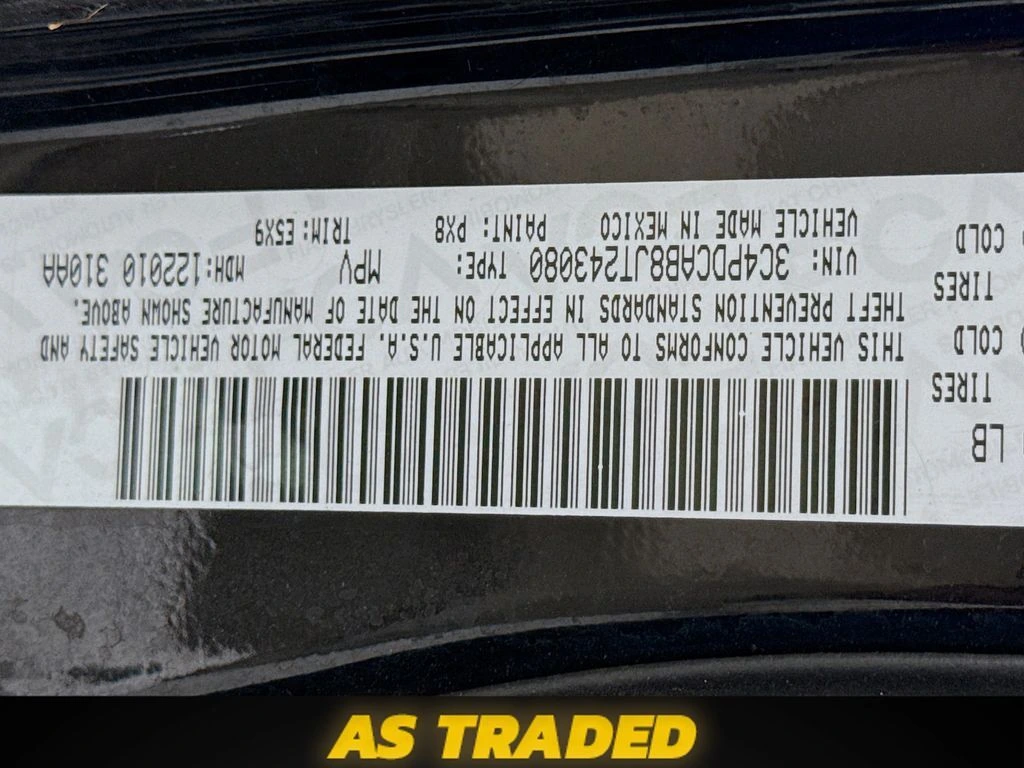 LB
TIRES
COLD
TIRES
COLD
THIS VEHICLE CONFORMS TO ALL APPLICABLE U.S.A. FEDERAL MOTOR VEHICLE SAFETY AND
THEFT PREVENTION STANDARDS IN EFFECT ON THE DATE OF MANUFACTURE SHOWN ABOVE.
VIN: 3C4PDCAB8JT243080 TYPE: MPV MDH:122010 310AA
VEHICLE MADE IN MEXICO PAINT: PX8 TRIM:E5X9
AS TRADED